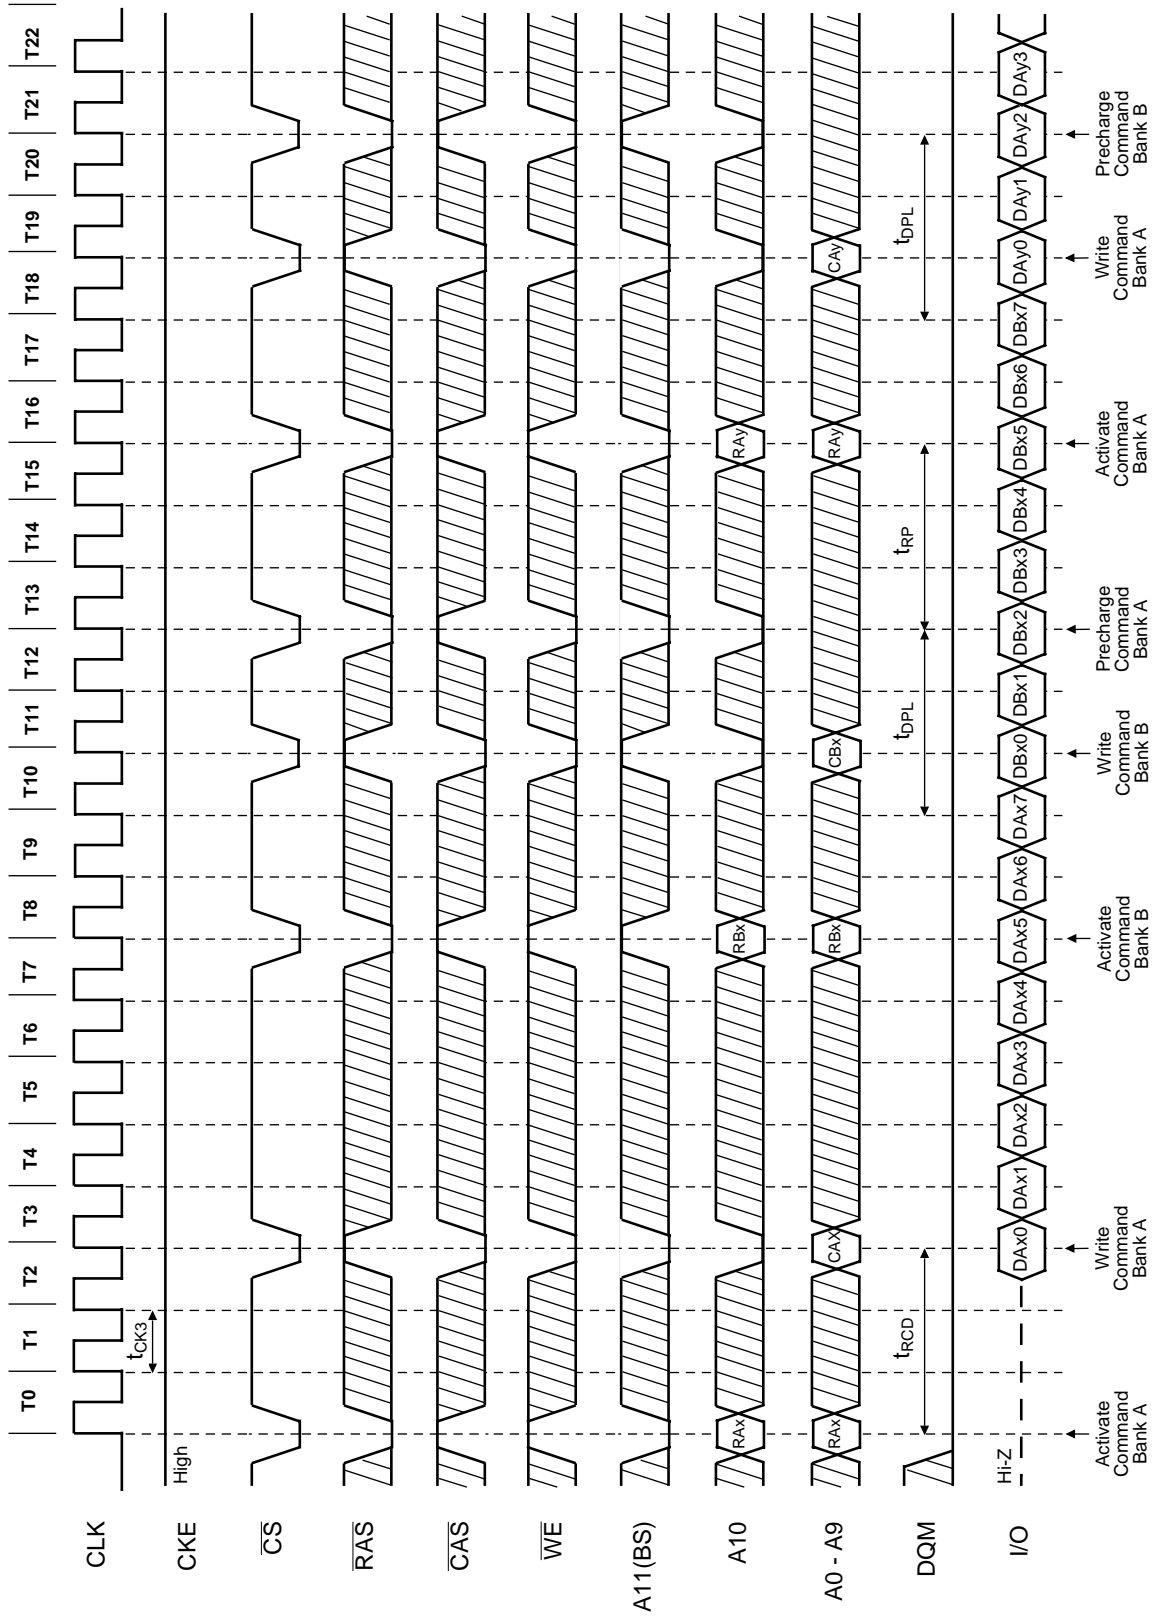 T0 T1 T2 T3 T4 T5 T6 T7 T8 T9 T10 T11 T12 T13 T14 T15 T16 T17 T18 T19 T20 T21 T22
CLK
tCK3
CKE
High
CS
RAS
CAS
WE
A11(BS)
A10
RAx RBx RAy
A0 - A9
RAx CAX RBx CBx RAy CAy
DQM
tRCD tDPL tRP tDPL
I/O
Hi-Z
DAx0 DAx1 DAx2 DAx3 DAx4 DAx5 DAx6 DAx7 DBx0 DBx1 DBx2 DBx3 DBx4 DBx5 DBx6 DBx7 DAy0 DAy1 DAy2 DAy3
Activate
Command
Bank A
Write
Command
Bank A
Activate
Command
Bank B
Write
Command
Bank B
Precharge
Command
Bank A
Activate
Command
Bank A
Write
Command
Bank A
Precharge
Command
Bank B